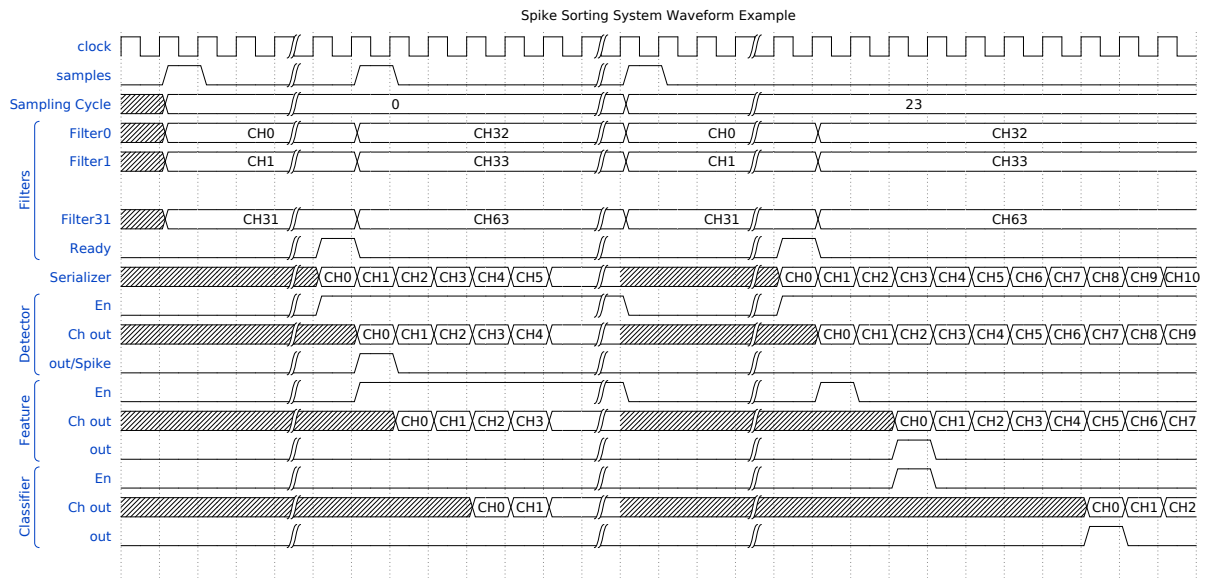 Spike Sorting System Waveform Example
clock
samples
Sampling Cycle 0 23
Filter0 CH0 CH32 CH0 CH32
Filter1 CH1 CH33 CH1 CH33
Filters
Filter31 CH31 CH63 CH31 CH63
Ready
Serializer CH0 CH1 CH2 CH3 CH4 CH5 CH0 CH1 CH2 CH3 CH4 CH5 CH6 CH7 CH8 CH9 CH10
Detector
En
Ch out CH0 CH1 CH2 CH3 CH4 CH0 CH1 CH2 CH3 CH4 CH5 CH6 CH7 CH8 CH9
out/Spike
Feature
En
Ch out CH0 CH1 CH2 CH3 CH0 CH1 CH2 CH3 CH4 CH5 CH6 CH7
out
Classifier
En
Ch out CH0 CH1 CH0 CH1 CH2
out